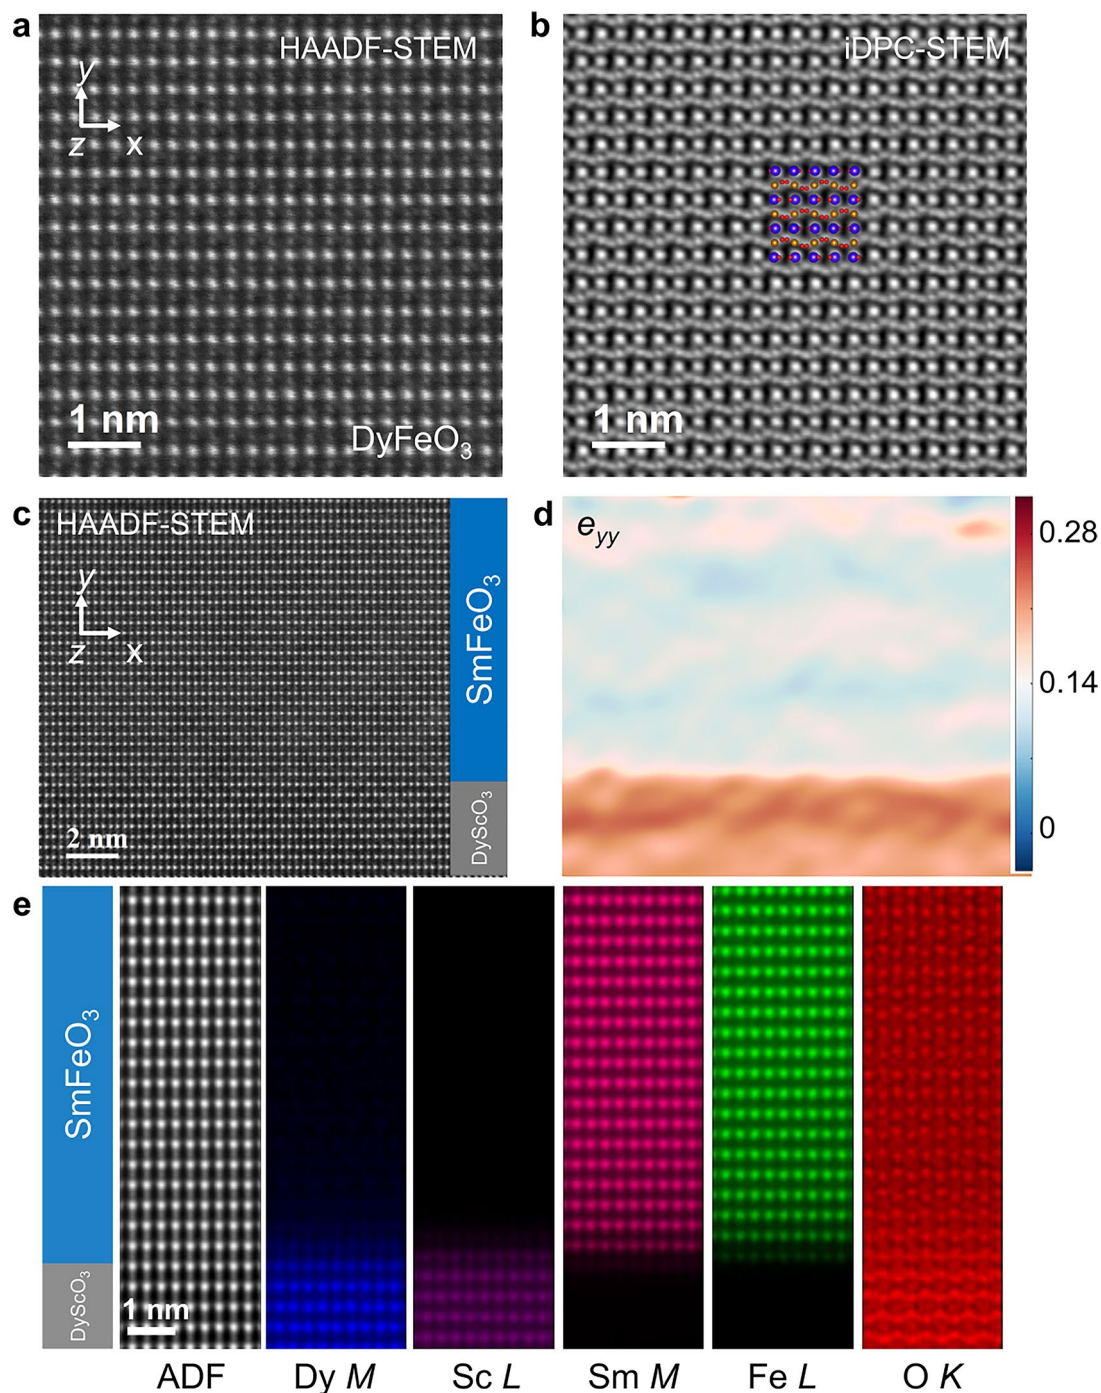 a
HAADF-STEM
y
z x
1 nm
DyFeO₃
b
iDPC-STEM
1 nm
c
HAADF-STEM
y
z x
2 nm
SmFeO₃
DyScO₃
d
e_yy
0.28
0.14
0
e
SmFeO₃
DyScO₃
1 nm
ADF Dy M Sc L Sm M Fe L O K